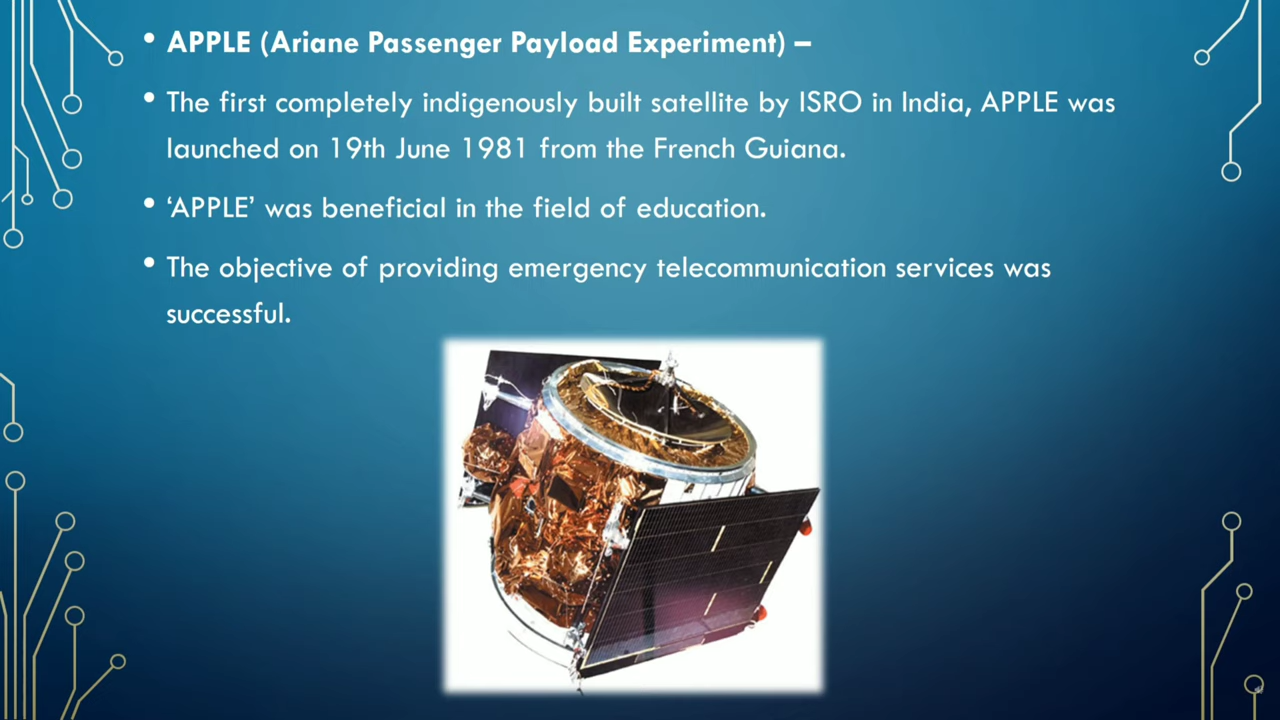 • APPLE (Ariane Passenger Payload Experiment) –
• The first completely indigenously built satellite by ISRO in India, APPLE was
launched on 19th June 1981 from the French Guiana.
• ‘APPLE’ was beneficial in the field of education.
• The objective of providing emergency telecommunication services was
successful.